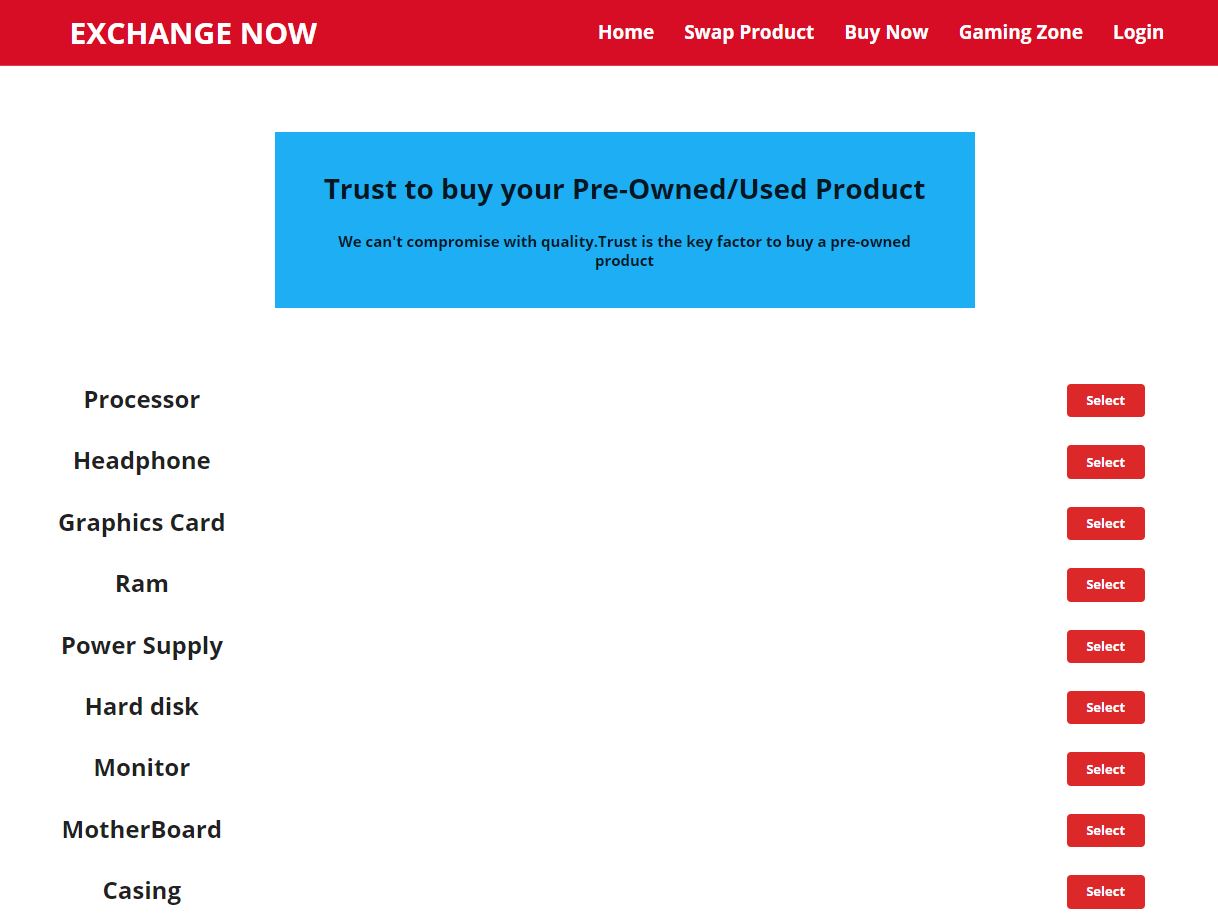 EXCHANGE NOW Home Swap Product Buy Now Gaming Zone Login
Trust to buy your Pre-Owned/Used Product
We can't compromise with quality.Trust is the key factor to buy a pre-owned
product
Processor Select
Headphone Select
Graphics Card Select
Ram Select
Power Supply Select
Hard disk Select
Monitor Select
MotherBoard Select
Casing Select